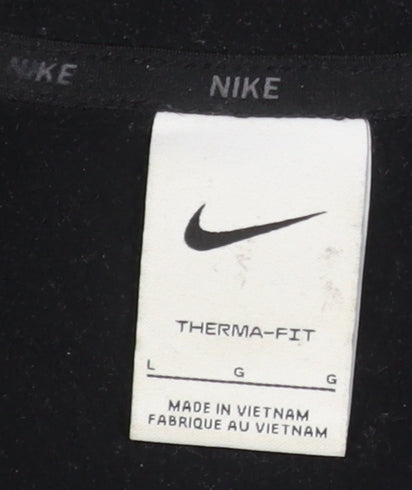 NIKE NIKE
THERMA-FIT
L G G
MADE IN VIETNAM
FABRIQUE AU VIETNAM